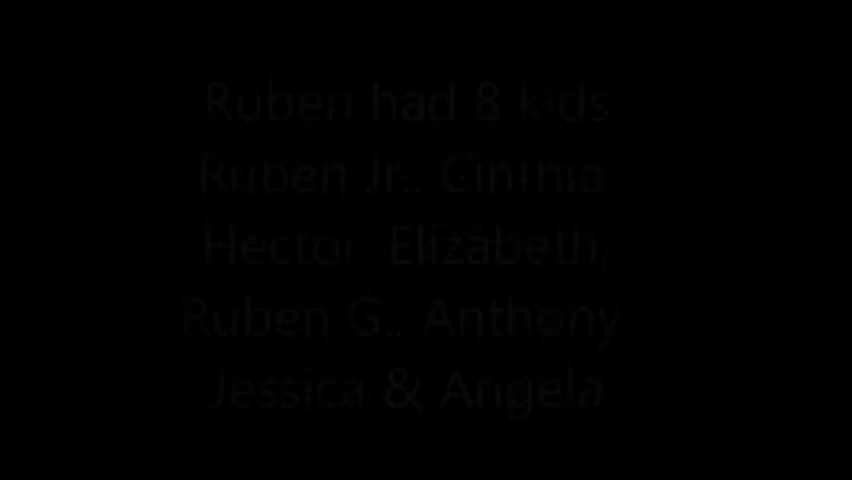 Ruben had 8 kids
Ruben Jr., Cinthia
Hector, Elizabeth,
Ruben G., Anthony,
Jessica & Angela